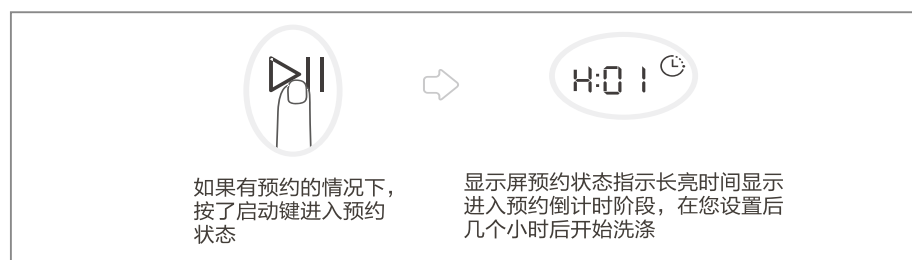 H:01
如果有预约的情况下，
按了启动键进入预约
状态
显示屏预约状态指示长亮时间显示
进入预约倒计时阶段，在您设置后
几个小时后开始洗涤